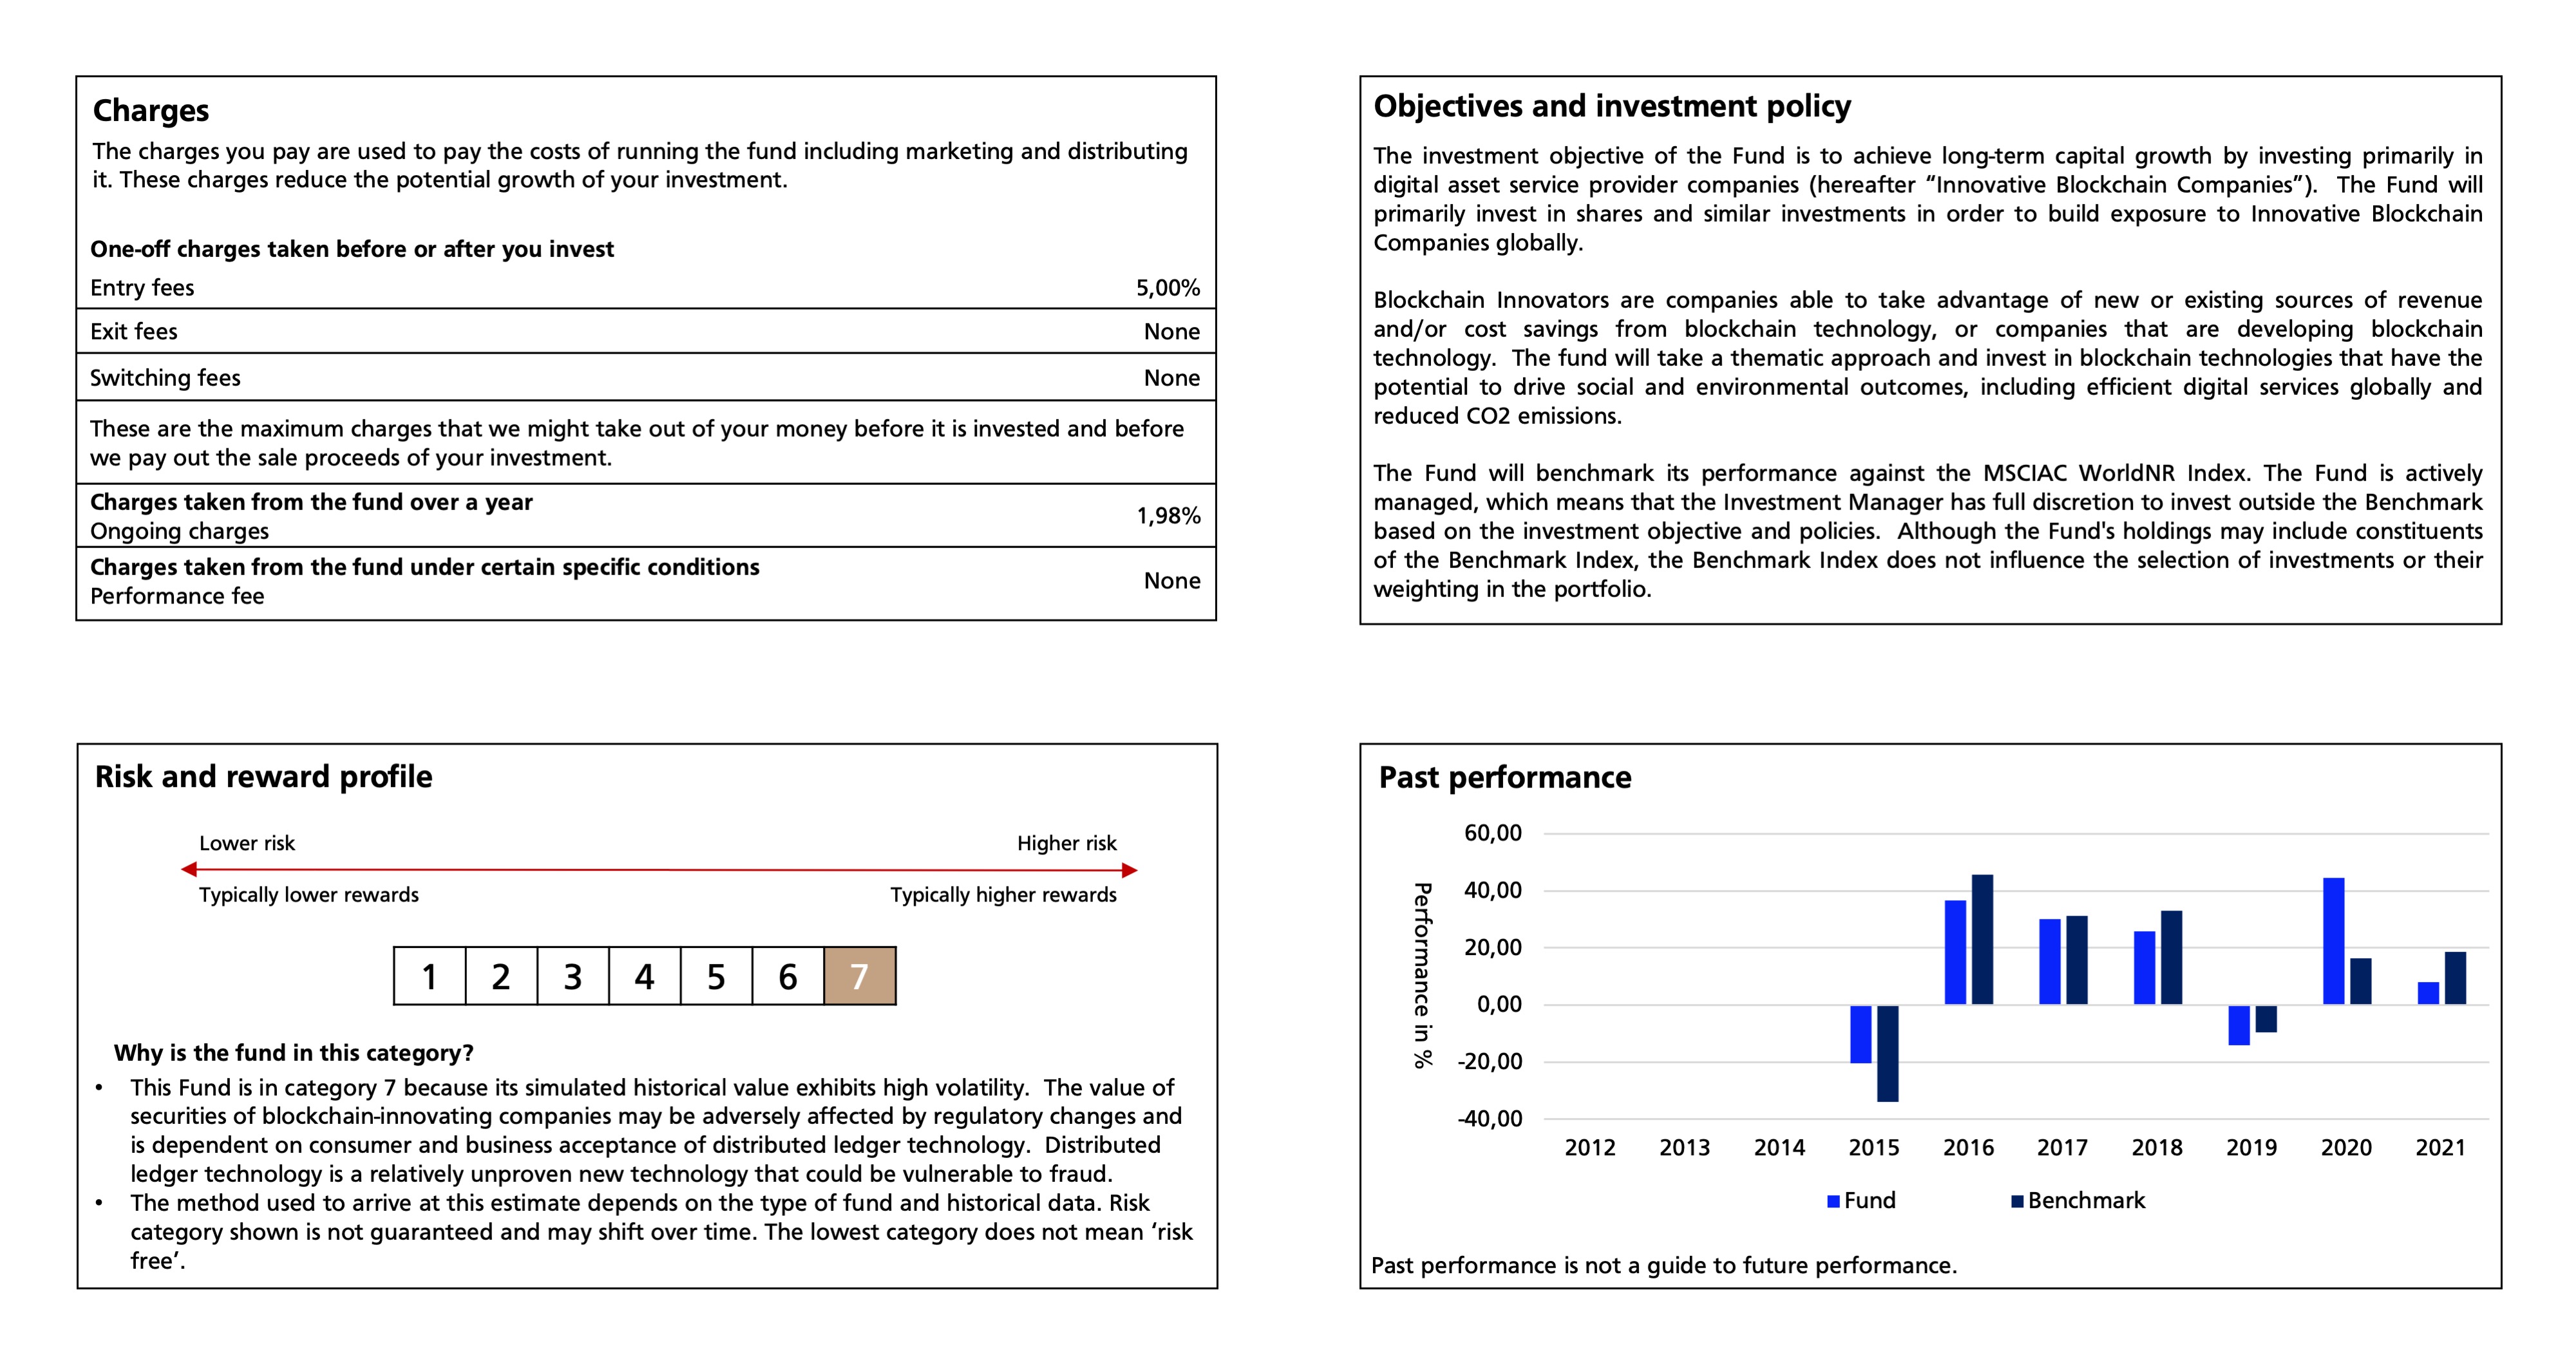 Charges
The charges you pay are used to pay the costs of running the fund including marketing and distributing
it. These charges reduce the potential growth of your investment.
One-off charges taken before or after you invest
Entry fees 5,00%
Exit fees None
Switching fees None
These are the maximum charges that we might take out of your money before it is invested and before
we pay out the sale proceeds of your investment.
Charges taken from the fund over a year
Ongoing charges 1,98%
Charges taken from the fund under certain specific conditions
Performance fee None
Objectives and investment policy
The investment objective of the Fund is to achieve long-term capital growth by investing primarily in
digital asset service provider companies (hereafter “Innovative Blockchain Companies”). The Fund will
primarily invest in shares and similar investments in order to build exposure to Innovative Blockchain
Companies globally.
Blockchain Innovators are companies able to take advantage of new or existing sources of revenue
and/or cost savings from blockchain technology, or companies that are developing blockchain
technology. The fund will take a thematic approach and invest in blockchain technologies that have the
potential to drive social and environmental outcomes, including efficient digital services globally and
reduced CO2 emissions.
The Fund will benchmark its performance against the MSCIAC WorldNR Index. The Fund is actively
managed, which means that the Investment Manager has full discretion to invest outside the Benchmark
based on the investment objective and policies. Although the Fund's holdings may include constituents
of the Benchmark Index, the Benchmark Index does not influence the selection of investments or their
weighting in the portfolio.
Risk and reward profile
Lower risk Higher risk
Typically lower rewards Typically higher rewards
1 2 3 4 5 6 7
Why is the fund in this category?
• This Fund is in category 7 because its simulated historical value exhibits high volatility. The value of
securities of blockchain-innovating companies may be adversely affected by regulatory changes and
is dependent on consumer and business acceptance of distributed ledger technology. Distributed
ledger technology is a relatively unproven new technology that could be vulnerable to fraud.
• The method used to arrive at this estimate depends on the type of fund and historical data. Risk
category shown is not guaranteed and may shift over time. The lowest category does not mean ‘risk
free’.
Past performance
Performance in %
60,00
40,00
20,00
0,00
-20,00
-40,00
2012 2013 2014 2015 2016 2017 2018 2019 2020 2021
Fund Benchmark
Past performance is not a guide to future performance.